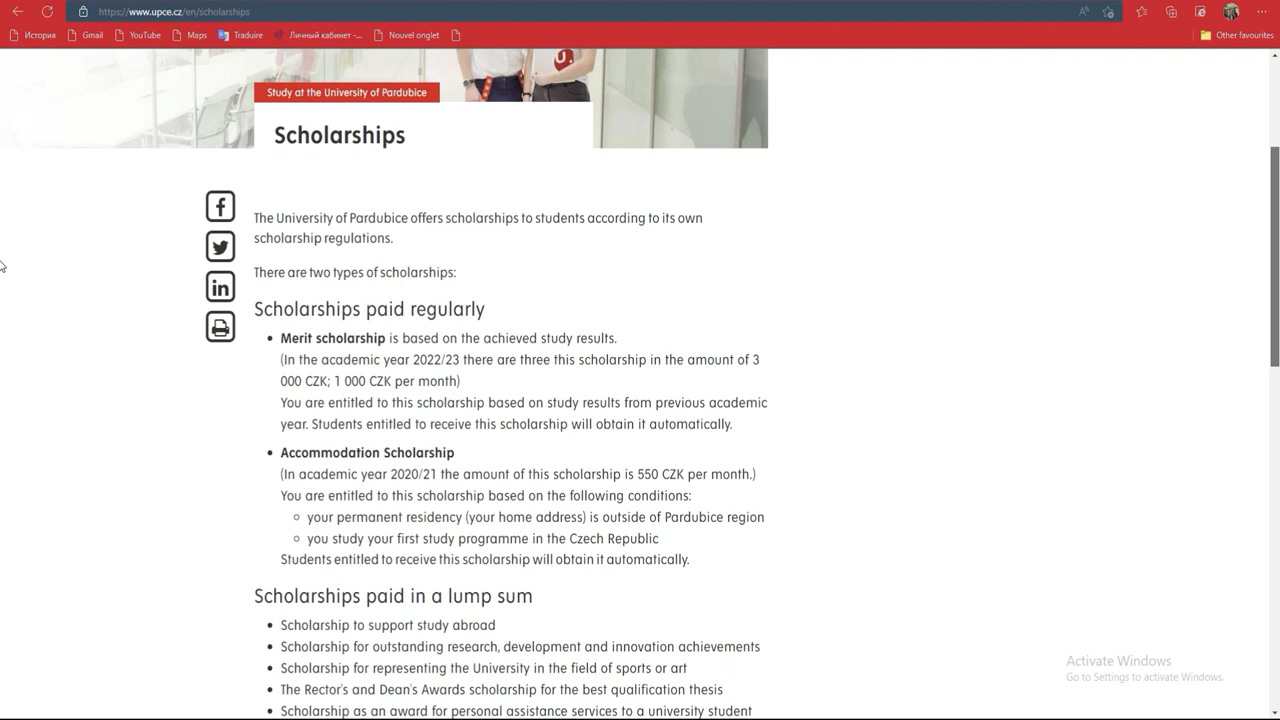 https://www.upce.cz/en/scholarships
История
Gmail
YouTube
Maps
Traduire
Личный кабинет -...
Nouvel onglet
Other favourites
Study at the University of Pardubice
Scholarships
The University of Pardubice offers scholarships to students according to its own
scholarship regulations.
There are two types of scholarships:
Scholarships paid regularly
• Merit scholarship is based on the achieved study results.
(In the academic year 2022/23 there are three this scholarship in the amount of 3
000 CZK; 1 000 CZK per month)
You are entitled to this scholarship based on study results from previous academic
year. Students entitled to receive this scholarship will obtain it automatically.
• Accommodation Scholarship
(In academic year 2020/21 the amount of this scholarship is 550 CZK per month.)
You are entitled to this scholarship based on the following conditions:
your permanent residency (your home address) is outside of Pardubice region
you study your first study programme in the Czech Republic
Students entitled to receive this scholarship will obtain it automatically.
Scholarships paid in a lump sum
• Scholarship to support study abroad
• Scholarship for outstanding research, development and innovation achievements
• Scholarship for representing the University in the field of sports or art
• The Rector's and Dean's Awards scholarship for the best qualification thesis
• Scholarship as an award for personal assistance services to a university student
Activate Windows
Go to Settings to activate Windows.